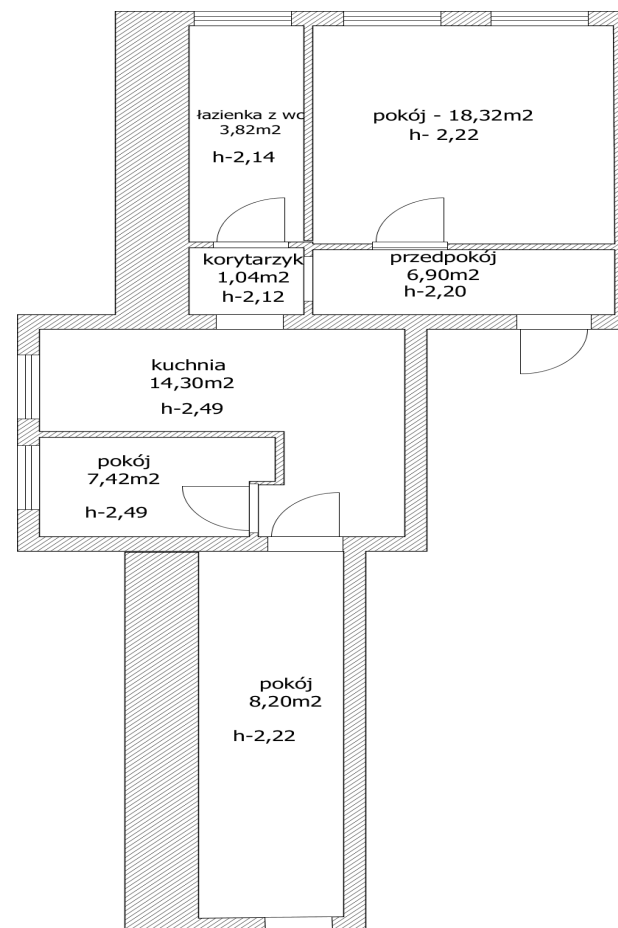 łazienka z wc
3,82m2
h-2,14
pokój - 18,32m2
h- 2,22
korytarzyk
1,04m2
h-2,12
przedpokój
6,90m2
h-2,20
kuchnia
14,30m2
h-2,49
pokój
7,42m2
h-2,49
pokój
8,20m2
h-2,22